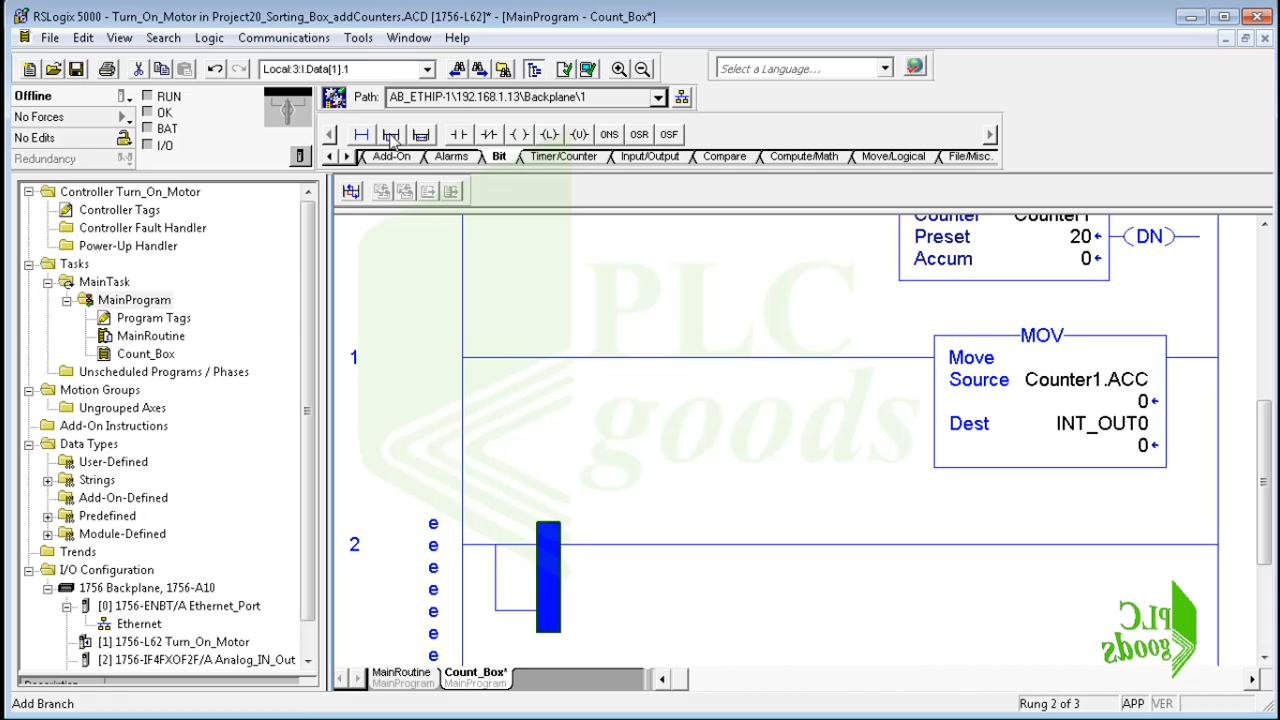 RSLogix 5000 - Turn_On_Motor in Project20_Sorting_Box_addCounters.ACD [1756-L62]* - [MainProgram - Count_Box*]
File Edit View Search Logic Communications Tools Window Help
Local:3:I.Data[1].1
Select a Language...
Offline
RUN
No Forces
OK
No Edits
BAT
Redundancy
I/O
Path: AB_ETHIP-1\192.168.1.13\Backplane\1
ONS OSR OSF
Add-On Alarms Bit Timer/Counter Input/Output Compare Compute/Math Move/Logical File/Misc.
Controller Turn_On_Motor
Controller Tags
Controller Fault Handler
Power-Up Handler
Tasks
MainTask
MainProgram
Program Tags
MainRoutine
Count_Box
Unscheduled Programs / Phases
Motion Groups
Ungrouped Axes
Add-On Instructions
Data Types
User-Defined
Strings
Add-On-Defined
Predefined
Module-Defined
Trends
I/O Configuration
1756 Backplane, 1756-A10
[0] 1756-ENBT/A Ethernet_Port
Ethernet
[1] 1756-L62 Turn_On_Motor
[2] 1756-IF4FXOF2F/A Analog_IN_Out
Description
Counter Counter1
Preset 20
DN
Accum 0
1
MOV
Move
Source Counter1.ACC
0
Dest INT_OUT0
0
2
e
e
e
e
e
e
e
PLC
goods
PLC
goods
MainRoutine
MainProgram
Count_Box*
MainProgram
Add Branch
Rung 2 of 3
APP
VER